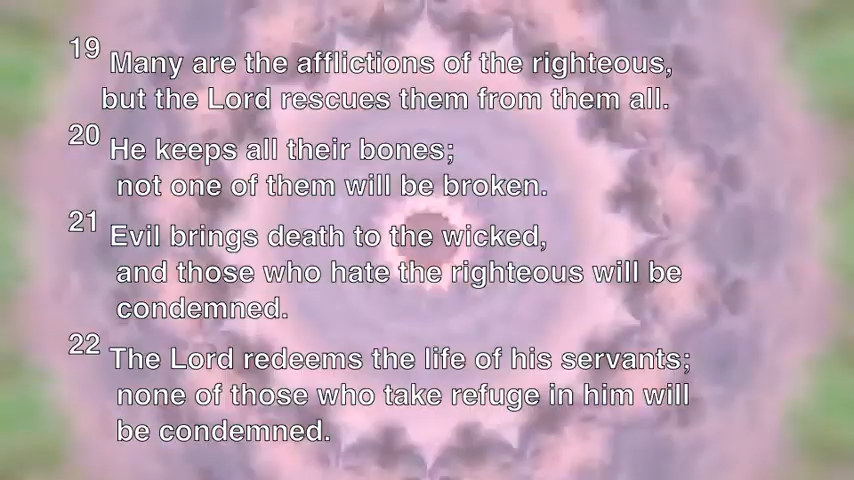 19 Many are the afflictions of the righteous,
but the Lord rescues them from them all.
20 He keeps all their bones;
not one of them will be broken.
21 Evil brings death to the wicked,
and those who hate the righteous will be
condemned.
22 The Lord redeems the life of his servants;
none of those who take refuge in him will
be condemned.